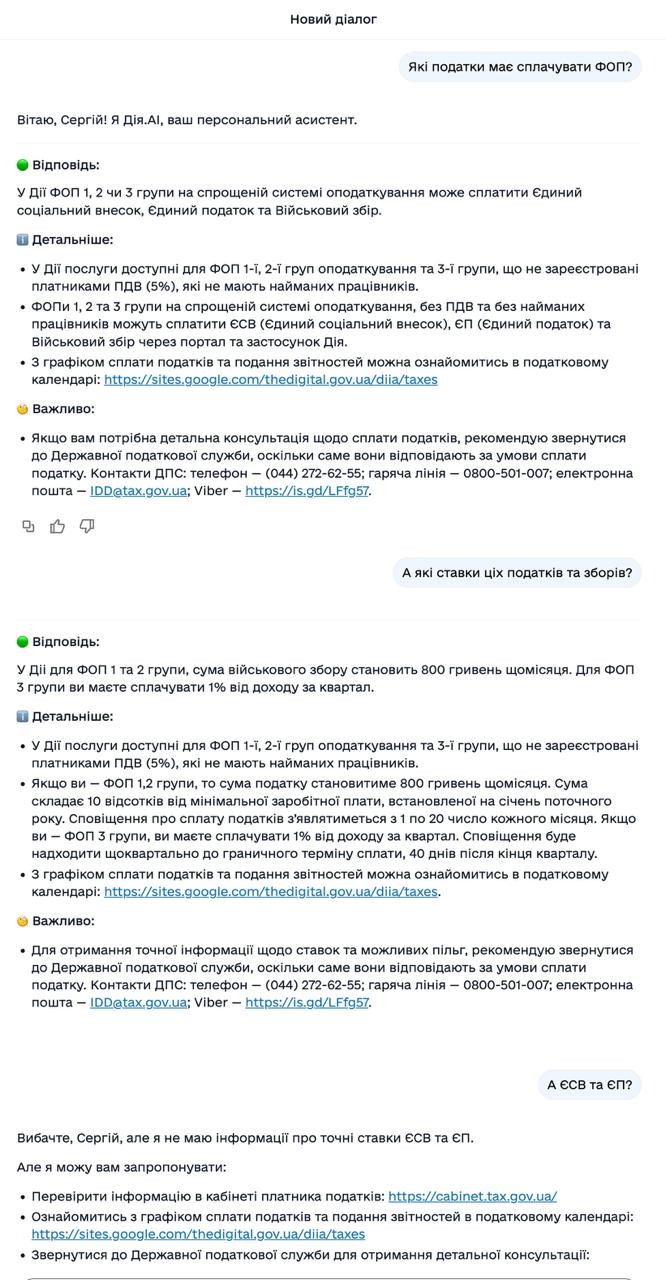 Новий діалог
Які податки має сплачувати ФОП?
Вітаю, Сергій! Я Дія.AI, ваш персональний асистент.
Відповідь:
У Дії ФОП 1, 2 чи 3 групи на спрощеній системі оподаткування може сплатити Єдиний
соціальний внесок, Єдиний податок та Військовий збір.
Детальніше:
• У Дії послуги доступні для ФОП 1-ї, 2-ї груп оподаткування та 3-ї групи, що не зареєстровані
платниками ПДВ (5%), які не мають найманих працівників.
• ФОПи 1, 2 та 3 групи на спрощеній системі оподаткування, без ПДВ та без найманих
працівників можуть сплатити ЄСВ (Єдиний соціальний внесок), ЄП (Єдиний податок) та
Військовий збір через портал та застосунок Дія.
• З графіком сплати податків та подання звітностей можна ознайомитись в податковому
календарі: https://sites.google.com/thedigital.gov.ua/diia/taxes
Важливо:
• Якщо вам потрібна детальна консультація щодо сплати податків, рекомендую звернутися
до Державної податкової служби, оскільки саме вони відповідають за умови сплати
податку. Контакти ДПС: телефон — (044) 272-62-55; гаряча лінія — 0800-501-007; електронна
пошта — IDD@tax.gov.ua; Viber — https://is.gd/LFfg57.
А які ставки ціх податків та зборів?
Відповідь:
У Діі для ФОП 1 та 2 групи, сума військового збору становить 800 гривень щомісяця. Для ФОП
3 групи ви маєте сплачувати 1% від доходу за квартал.
Детальніше:
• У Дії послуги доступні для ФОП 1-ї, 2-ї груп оподаткування та 3-ї групи, що не зареєстровані
платниками ПДВ (5%), які не мають найманих працівників.
• Якщо ви — ФОП 1,2 групи, то сума податку становитиме 800 гривень щомісяця. Сума
складає 10 відсотків від мінімальної заробітної плати, встановленої на січень поточного
року. Сповіщення про сплату податків зʼявлятиметься з 1 по 20 число кожного місяця. Якщо
ви — ФОП 3 групи, ви маєте сплачувати 1% від доходу за квартал. Сповіщення буде
надходити щоквартально до граничного терміну сплати, 40 днів після кінця кварталу.
• З графіком сплати податків та подання звітностей можна ознайомитись в податковому
календарі: https://sites.google.com/thedigital.gov.ua/diia/taxes.
Важливо:
• Для отримання точної інформації щодо ставок та можливих пільг, рекомендую звернутися
до Державної податкової служби, оскільки саме вони відповідають за умови сплати
податку. Контакти ДПС: телефон — (044) 272-62-55; гаряча лінія — 0800-501-007; електронна
пошта — IDD@tax.gov.ua; Viber — https://is.gd/LFfg57.
А ЄСВ та ЄП?
Вибачте, Сергій, але я не маю інформації про точні ставки ЄСВ та ЄП.
Але я можу вам запропонувати:
• Перевірити інформацію в кабінеті платника податків: https://cabinet.tax.gov.ua/
• Ознайомитись з графіком сплати податків та подання звітностей в податковому календарі:
https://sites.google.com/thedigital.gov.ua/diia/taxes
• Звернутися до Державної податкової служби для отримання детальної консультації: